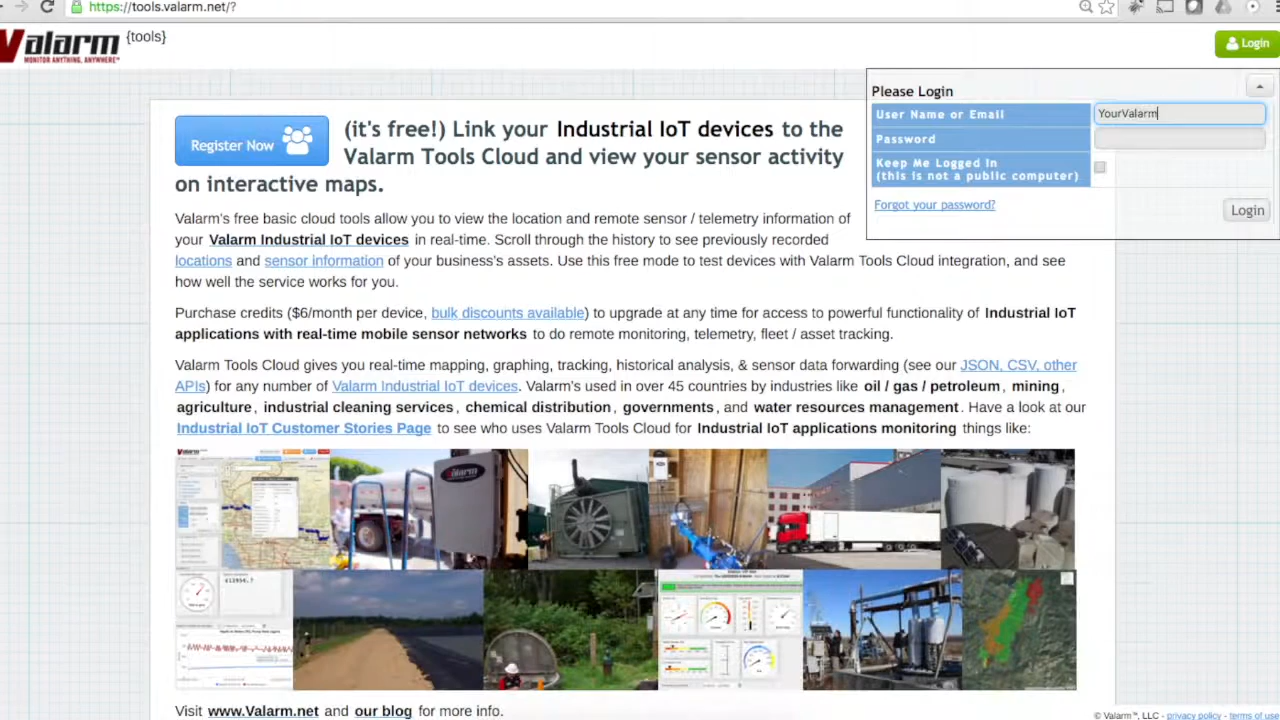 https://tools.valarm.net/?
Valarm {tools}
MONITOR ANYTHING, ANYWHERE™
Login
Please Login
User Name or Email YourValarm
Password
Keep Me Logged In
(this is not a public computer)
Forgot your password?
Login
Register Now
(it's free!) Link your Industrial IoT devices to the
Valarm Tools Cloud and view your sensor activity
on interactive maps.
Valarm's free basic cloud tools allow you to view the location and remote sensor / telemetry information of
your Valarm Industrial IoT devices in real-time. Scroll through the history to see previously recorded
locations and sensor information of your business's assets. Use this free mode to test devices with Valarm Tools Cloud integration, and see
how well the service works for you.
Purchase credits ($6/month per device, bulk discounts available) to upgrade at any time for access to powerful functionality of Industrial IoT
applications with real-time mobile sensor networks to do remote monitoring, telemetry, fleet / asset tracking.
Valarm Tools Cloud gives you real-time mapping, graphing, tracking, historical analysis, & sensor data forwarding (see our JSON, CSV, other
APIs) for any number of Valarm Industrial IoT devices. Valarm's used in over 45 countries by industries like oil / gas / petroleum, mining,
agriculture, industrial cleaning services, chemical distribution, governments, and water resources management. Have a look at our
Industrial IoT Customer Stories Page to see who uses Valarm Tools Cloud for Industrial IoT applications monitoring things like:
Valarm
Valarm
Visit www.Valarm.net and our blog for more info.
© Valarm™, LLC - privacy policy - terms of use